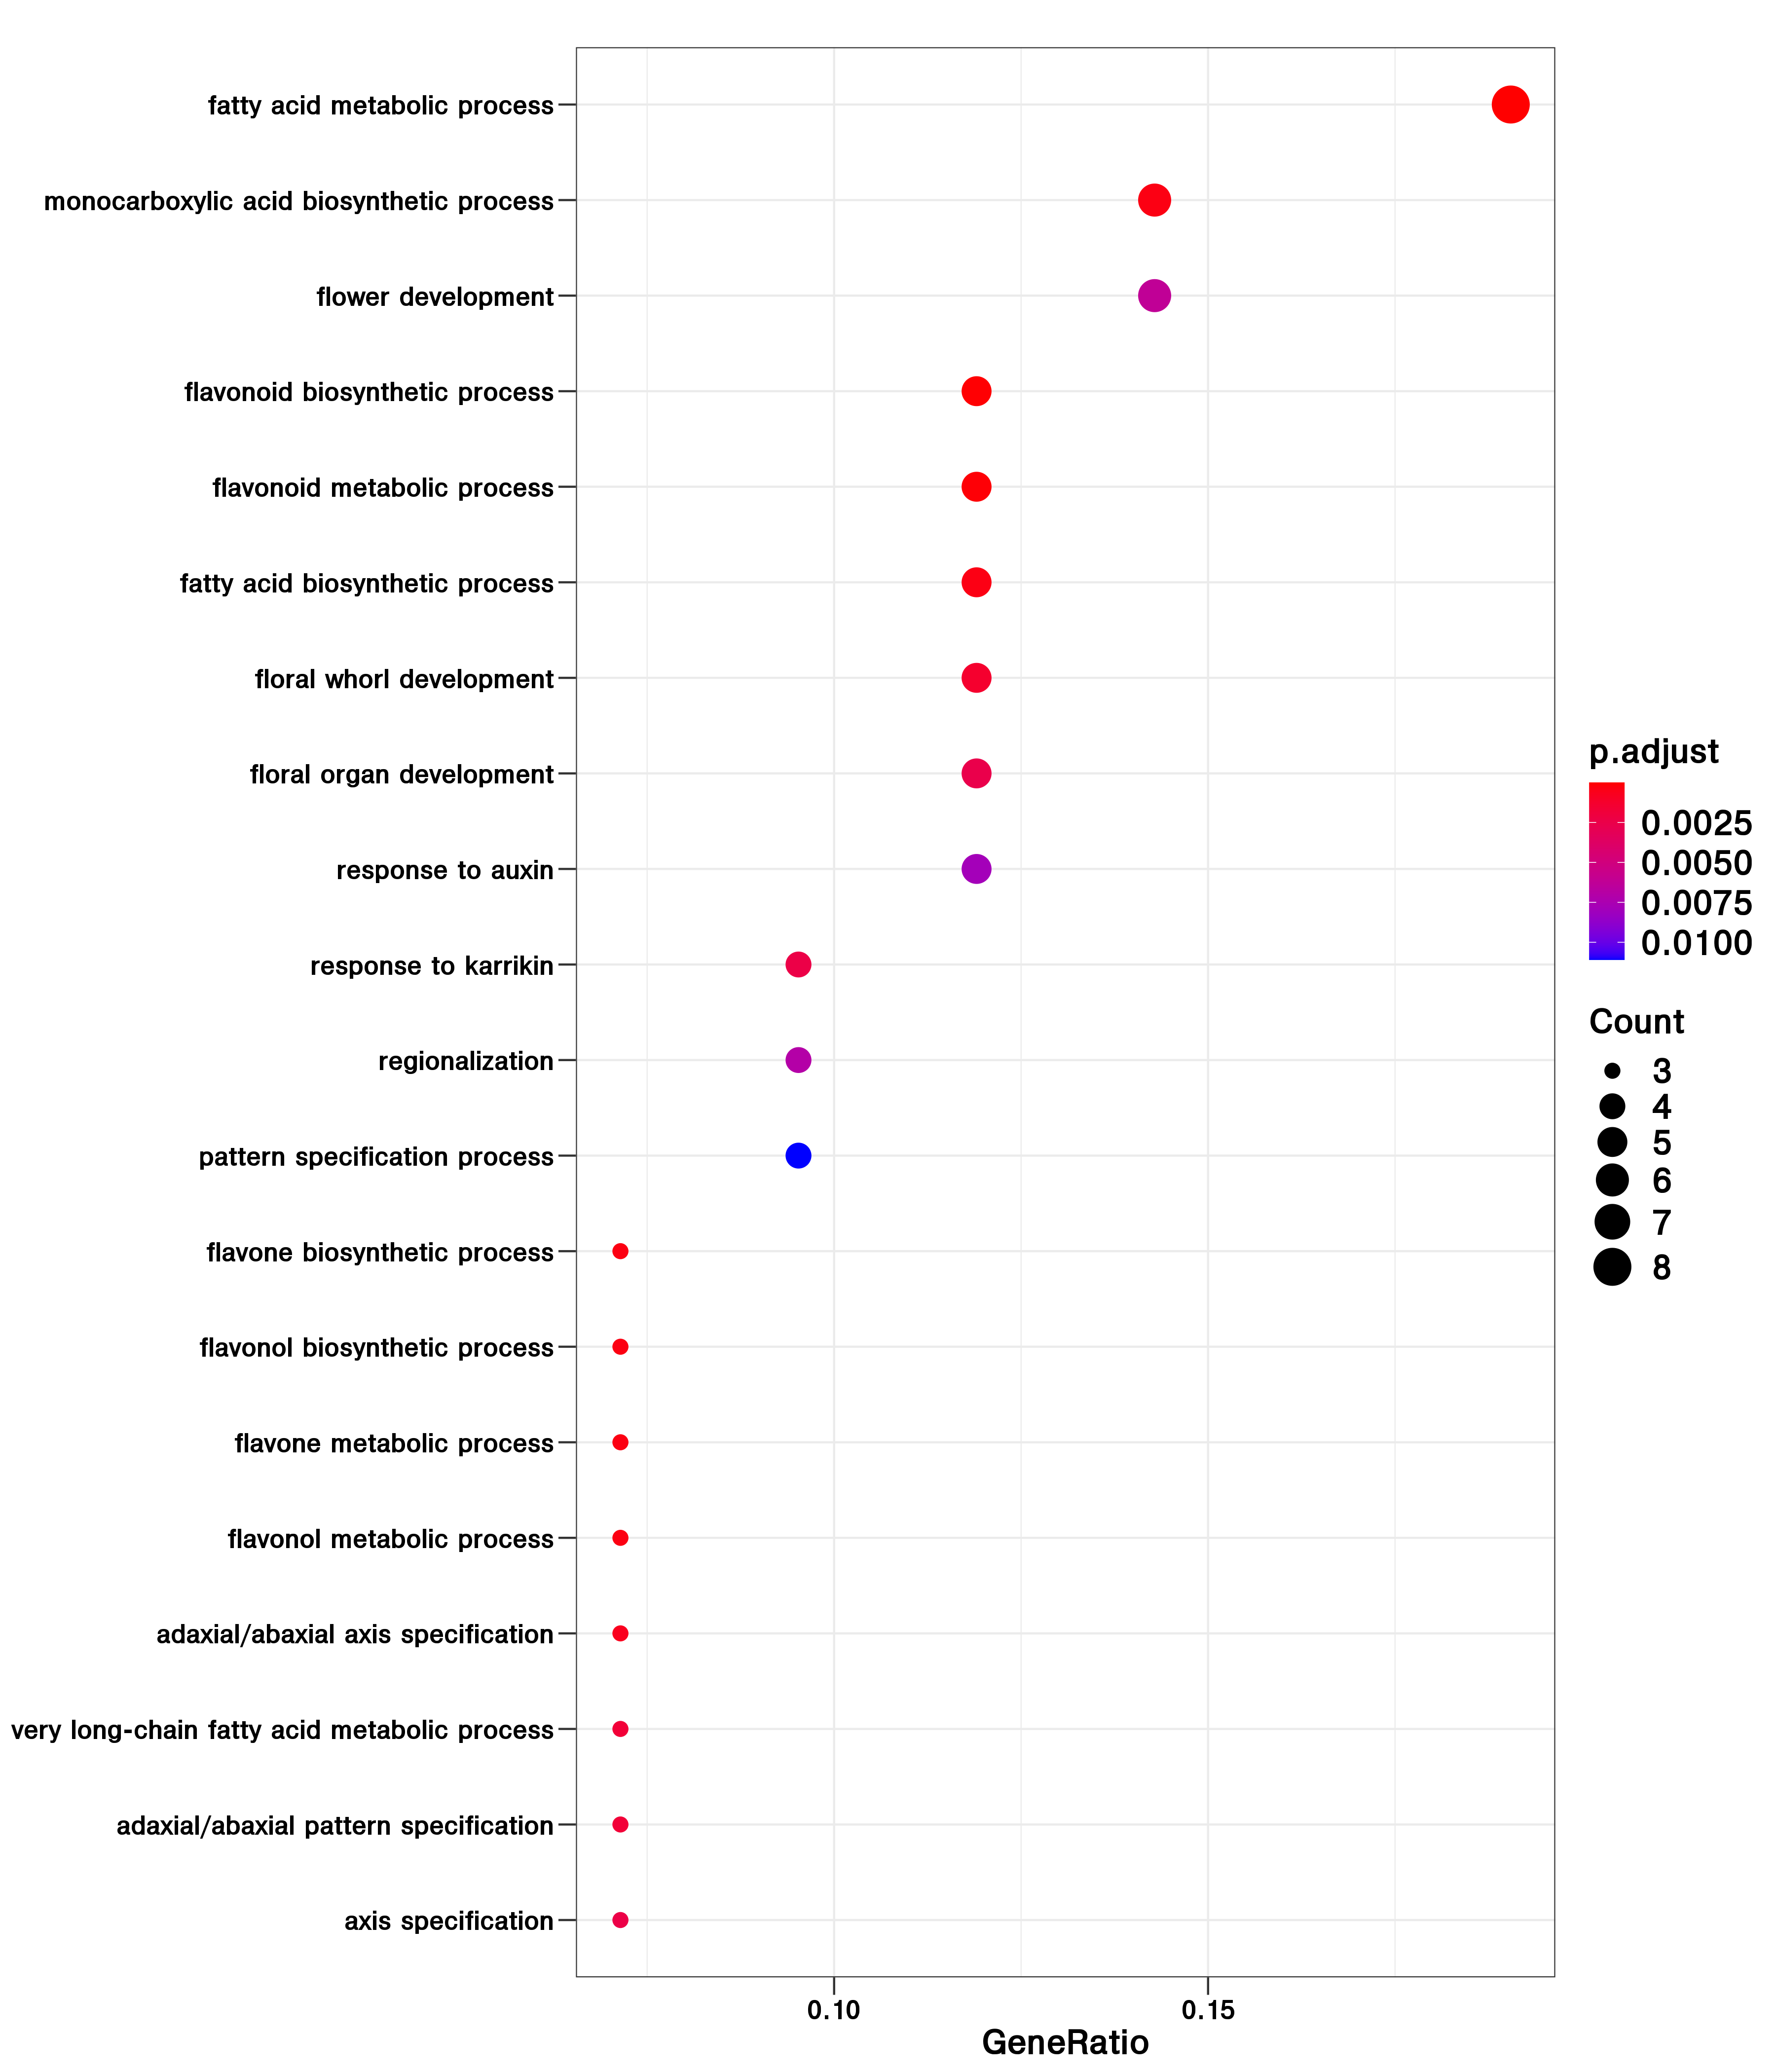 fatty acid metabolic process
monocarboxylic acid biosynthetic process
flower development
flavonoid biosynthetic process
flavonoid metabolic process
fatty acid biosynthetic process
floral whorl development
floral organ development
response to auxin
response to karrikin
regionalization
pattern specification process
flavone biosynthetic process
flavonol biosynthetic process
flavone metabolic process
flavonol metabolic process
adaxial/abaxial axis specification
very long-chain fatty acid metabolic process
adaxial/abaxial pattern specification
axis specification
0.10
0.15
GeneRatio
p.adjust
0.0025
0.0050
0.0075
0.0100
Count
3
4
5
6
7
8